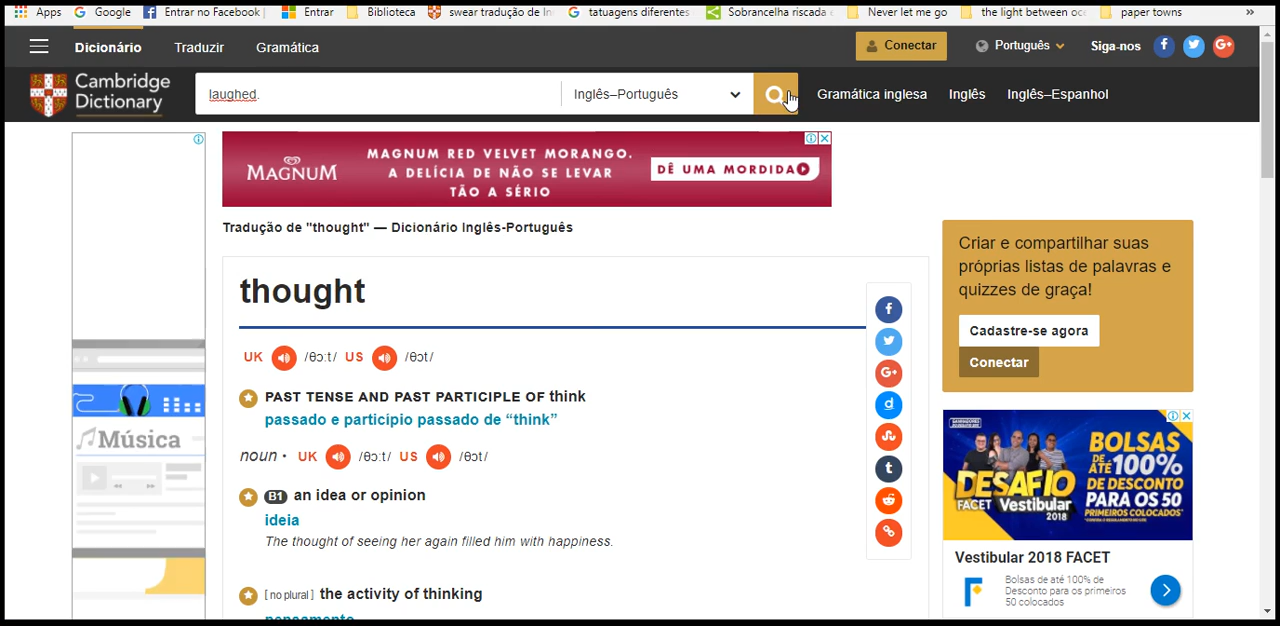 Apps Google Entrar no Facebook Entrar Biblioteca swear tradução de In tatuagens diferentes Sobrancelha riscada Never let me go the light between oce paper towns »
Dicionário Traduzir Gramática Conectar Português Siga-nos
Cambridge Dictionary
laughed. Inglês–Português Gramática inglesa Inglês Inglês–Espanhol
MAGNUM
MAGNUM RED VELVET MORANGO.
A DELÍCIA DE NÃO SE LEVAR
TÃO A SÉRIO
DÊ UMA MORDIDA
Tradução de "thought" — Dicionário Inglês-Português
thought
UK /θɔːt/ US /θɔt/
PAST TENSE AND PAST PARTICIPLE OF think
passado e particípio passado de “think”
noun • UK /θɔːt/ US /θɔt/
B1 an idea or opinion
ideia
The thought of seeing her again filled him with happiness.
[ no plural ] the activity of thinking
pensamento
Música
Criar e compartilhar suas
próprias listas de palavras e
quizzes de graça!
Cadastre-se agora
Conectar
DESAFIO
FACET Vestibular
2018
BOLSAS
DE ATÉ 100%
DE DESCONTO
PARA OS 50
PRIMEIROS COLOCADOS*
Vestibular 2018 FACET
Bolsas de até 100% de
Desconto para os primeiros
50 colocados